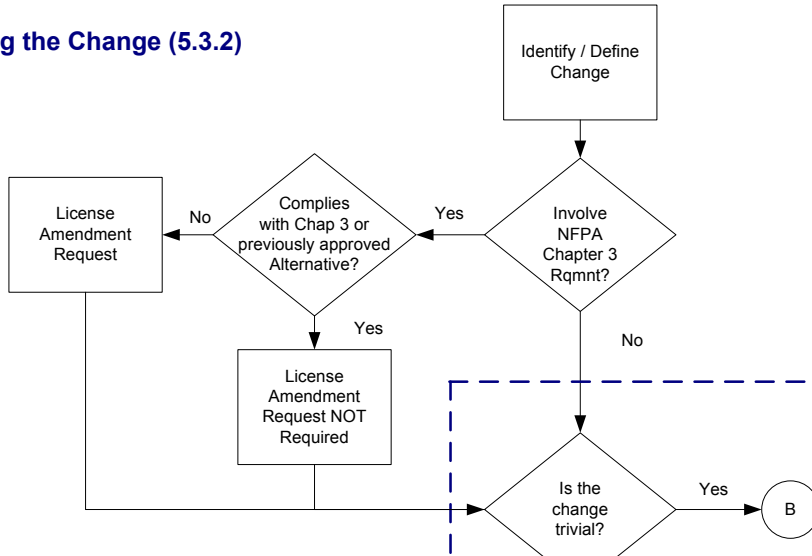 g the Change (5.3.2)
Identify / Define
Change
Involve
NFPA
Chapter 3
Rqmnt?
Yes
Complies
with Chap 3 or
previously approved
Alternative?
No
License
Amendment
Request
Yes
License
Amendment
Request NOT
Required
No
Is the
change
trivial?
Yes
B